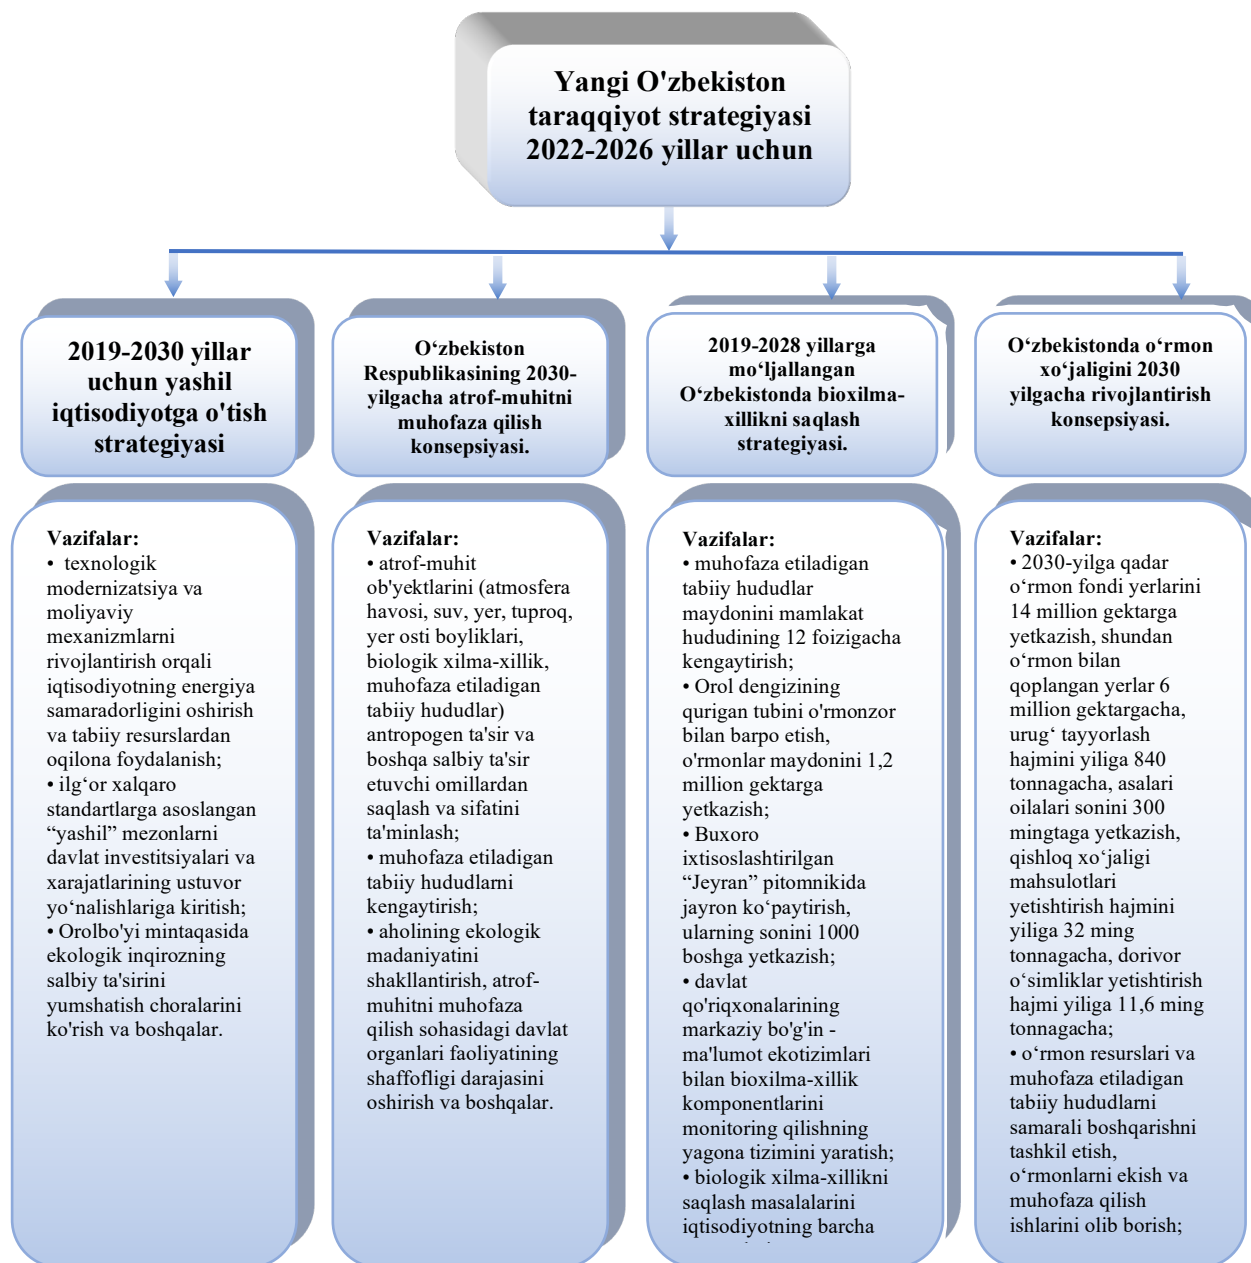 Yangi O'zbekiston
taraqqiyot strategiyasi
2022-2026 yillar uchun
2019-2030 yillar
uchun yashil
iqtisodiyotga o'tish
strategiyasi
O‘zbekiston
Respublikasining 2030-
yilgacha atrof-muhitni
muhofaza qilish
konsepsiyasi.
2019-2028 yillarga
mo‘ljallangan
O‘zbekistonda bioxilma-
xillikni saqlash
strategiyasi.
O‘zbekistonda o‘rmon
xo‘jaligini 2030
yilgacha rivojlantirish
konsepsiyasi.
Vazifalar:
• texnologik
modernizatsiya va
moliyaviy
mexanizmlarni
rivojlantirish orqali
iqtisodiyotning energiya
samaradorligini oshirish
va tabiiy resurslardan
oqilona foydalanish;
• ilg‘or xalqaro
standartlarga asoslangan
“yashil” mezonlarni
davlat investitsiyalari va
xarajatlarining ustuvor
yo‘nalishlariga kiritish;
• Orolbo'yi mintaqasida
ekologik inqirozning
salbiy ta'sirini
yumshatish choralarini
ko'rish va boshqalar.
Vazifalar:
• atrof-muhit
ob'yektlarini (atmosfera
havosi, suv, yer, tuproq,
yer osti boyliklari,
biologik xilma-xillik,
muhofaza etiladigan
tabiiy hududlar)
antropogen ta'sir va
boshqa salbiy ta'sir
etuvchi omillardan
saqlash va sifatini
ta'minlash;
• muhofaza etiladigan
tabiiy hududlarni
kengaytirish;
• aholining ekologik
madaniyatini
shakllantirish, atrof-
muhitni muhofaza
qilish sohasidagi davlat
organlari faoliyatining
shaffofligi darajasini
oshirish va boshqalar.
Vazifalar:
• muhofaza etiladigan
tabiiy hududlar
maydonini mamlakat
hududining 12 foizigacha
kengaytirish;
• Orol dengizining
qurigan tubini o'rmonzor
bilan barpo etish,
o'rmonlar maydonini 1,2
million gektarga
yetkazish;
• Buxoro
ixtisoslashtirilgan
“Jeyran” pitomnikida
jayron ko‘paytirish,
ularning sonini 1000
boshga yetkazish;
• davlat
qo'riqxonalarining
markaziy bo'g'in -
ma'lumot ekotizimlari
bilan bioxilma-xillik
komponentlarini
monitoring qilishning
yagona tizimini yaratish;
• biologik xilma-xillikni
saqlash masalalarini
iqtisodiyotning barcha
Vazifalar:
• 2030-yilga qadar
o‘rmon fondi yerlarini
14 million gektarga
yetkazish, shundan
o‘rmon bilan
qoplangan yerlar 6
million gektargacha,
urug‘ tayyorlash
hajmini yiliga 840
tonnagacha, asalari
oilalari sonini 300
mingtaga yetkazish,
qishloq xo‘jaligi
mahsulotlari
yetishtirish hajmini
yiliga 32 ming
tonnagacha, dorivor
o‘simliklar yetishtirish
hajmi yiliga 11,6 ming
tonnagacha;
• o‘rmon resurslari va
muhofaza etiladigan
tabiiy hududlarni
samarali boshqarishni
tashkil etish,
o‘rmonlarni ekish va
muhofaza qilish
ishlarini olib borish;